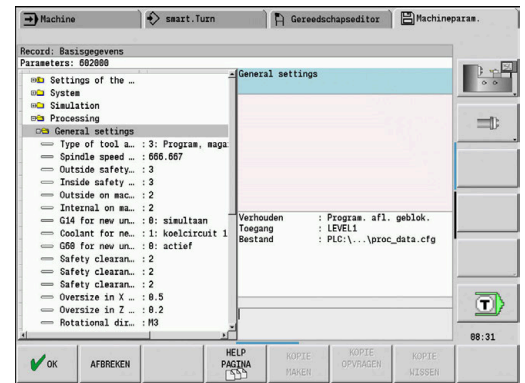 Machine
smart.Turn
Gereedschapseditor
Machineparam.
Record: Basisgegevens
Parameters: 602000
Settings of the …
System
Simulation
Processing
General settings
Type of tool a… : 3: Program, maga
Spindle speed … : 666.667
Outside safety… : 3
Inside safety … : 3
Outside on mac… : 2
Internal on ma… : 2
G14 for new un… : 0: simultaan
Coolant for ne… : 1: koelcircuit 1
G60 for new un… : 0: actief
Safety clearan… : 2
Safety clearan… : 2
Safety clearan… : 2
Oversize in X … : 0.5
Oversize in Z … : 0.2
Rotational dir… : M3
General settings
Verhouden : Program. afl. geblok.
Toegang : LEVEL1
Bestand : PLC:\...\proc_data.cfg
T
08:31
OK
AFBREKEN
HELP
PAGINA
KOPIE
MAKEN
KOPIE
OPVRAGEN
KOPIE
WISSEN